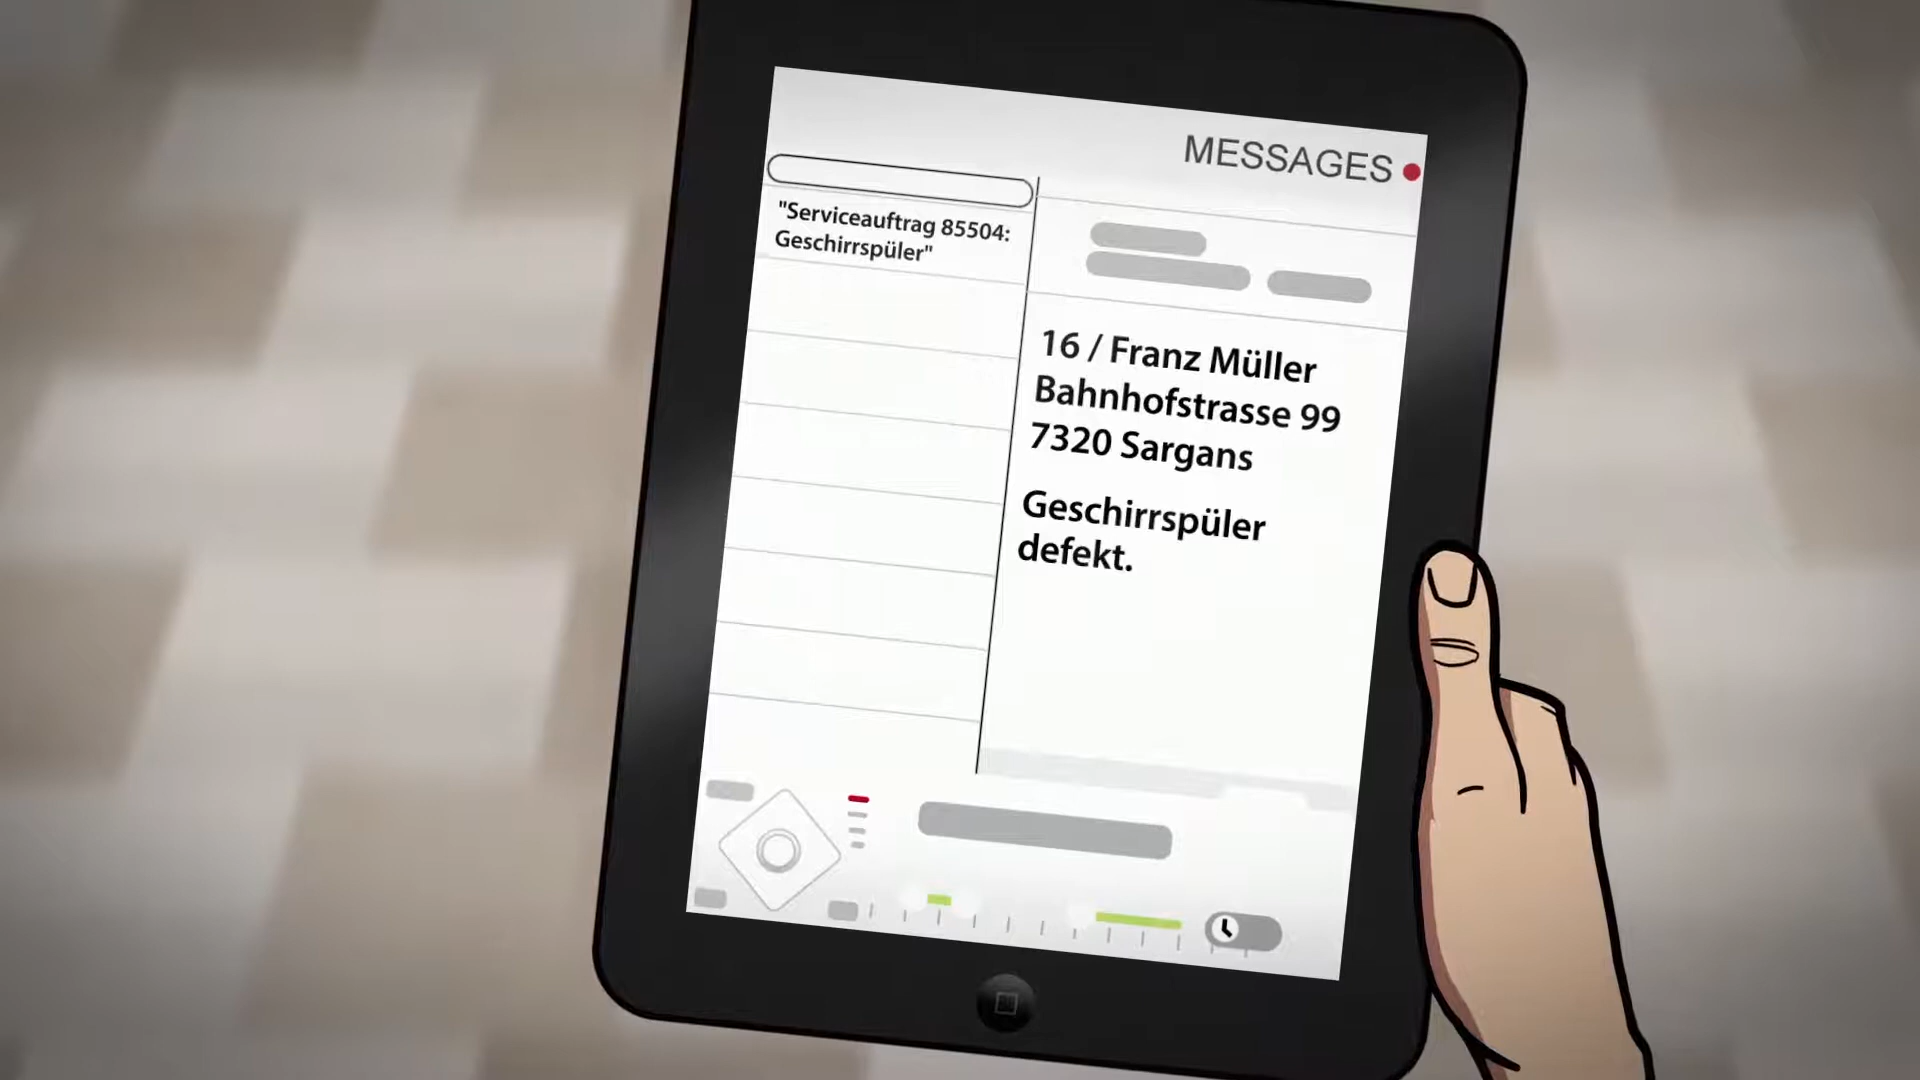 MESSAGES
"Serviceauftrag 85504:
Geschirrspüler"
16 / Franz Müller
Bahnhofstrasse 99
7320 Sargans
Geschirrspüler
defekt.